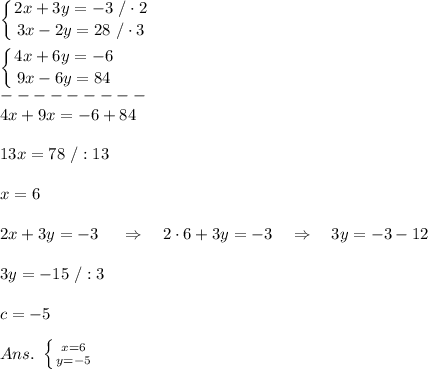 2x + 3y = −3 / · 2
3x − 2y = 28 / · 3
4x + 6y = −6
9x − 6y = 84
− − − − − − − − −
4x + 9x = −6 + 84
13x = 78 / : 13
x = 6
2x + 3y = −3 ⇒ 2 · 6 + 3y = −3 ⇒ 3y = −3 − 12
3y = −15 / : 3
c = −5
Ans. { x=6
y=−5